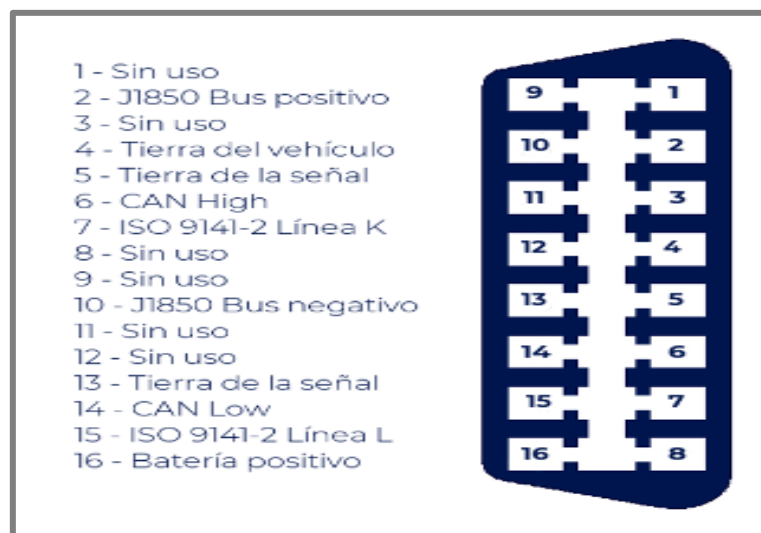 1 - Sin uso
2 - J1850 Bus positivo
3 - Sin uso
4 - Tierra del vehículo
5 - Tierra de la señal
6 - CAN High
7 - ISO 9141-2 Línea K
8 - Sin uso
9 - Sin uso
10 - J1850 Bus negativo
11 - Sin uso
12 - Sin uso
13 - Tierra de la señal
14 - CAN Low
15 - ISO 9141-2 Línea L
16 - Batería positivo
9 1
10 2
11 3
12 4
13 5
14 6
15 7
16 8